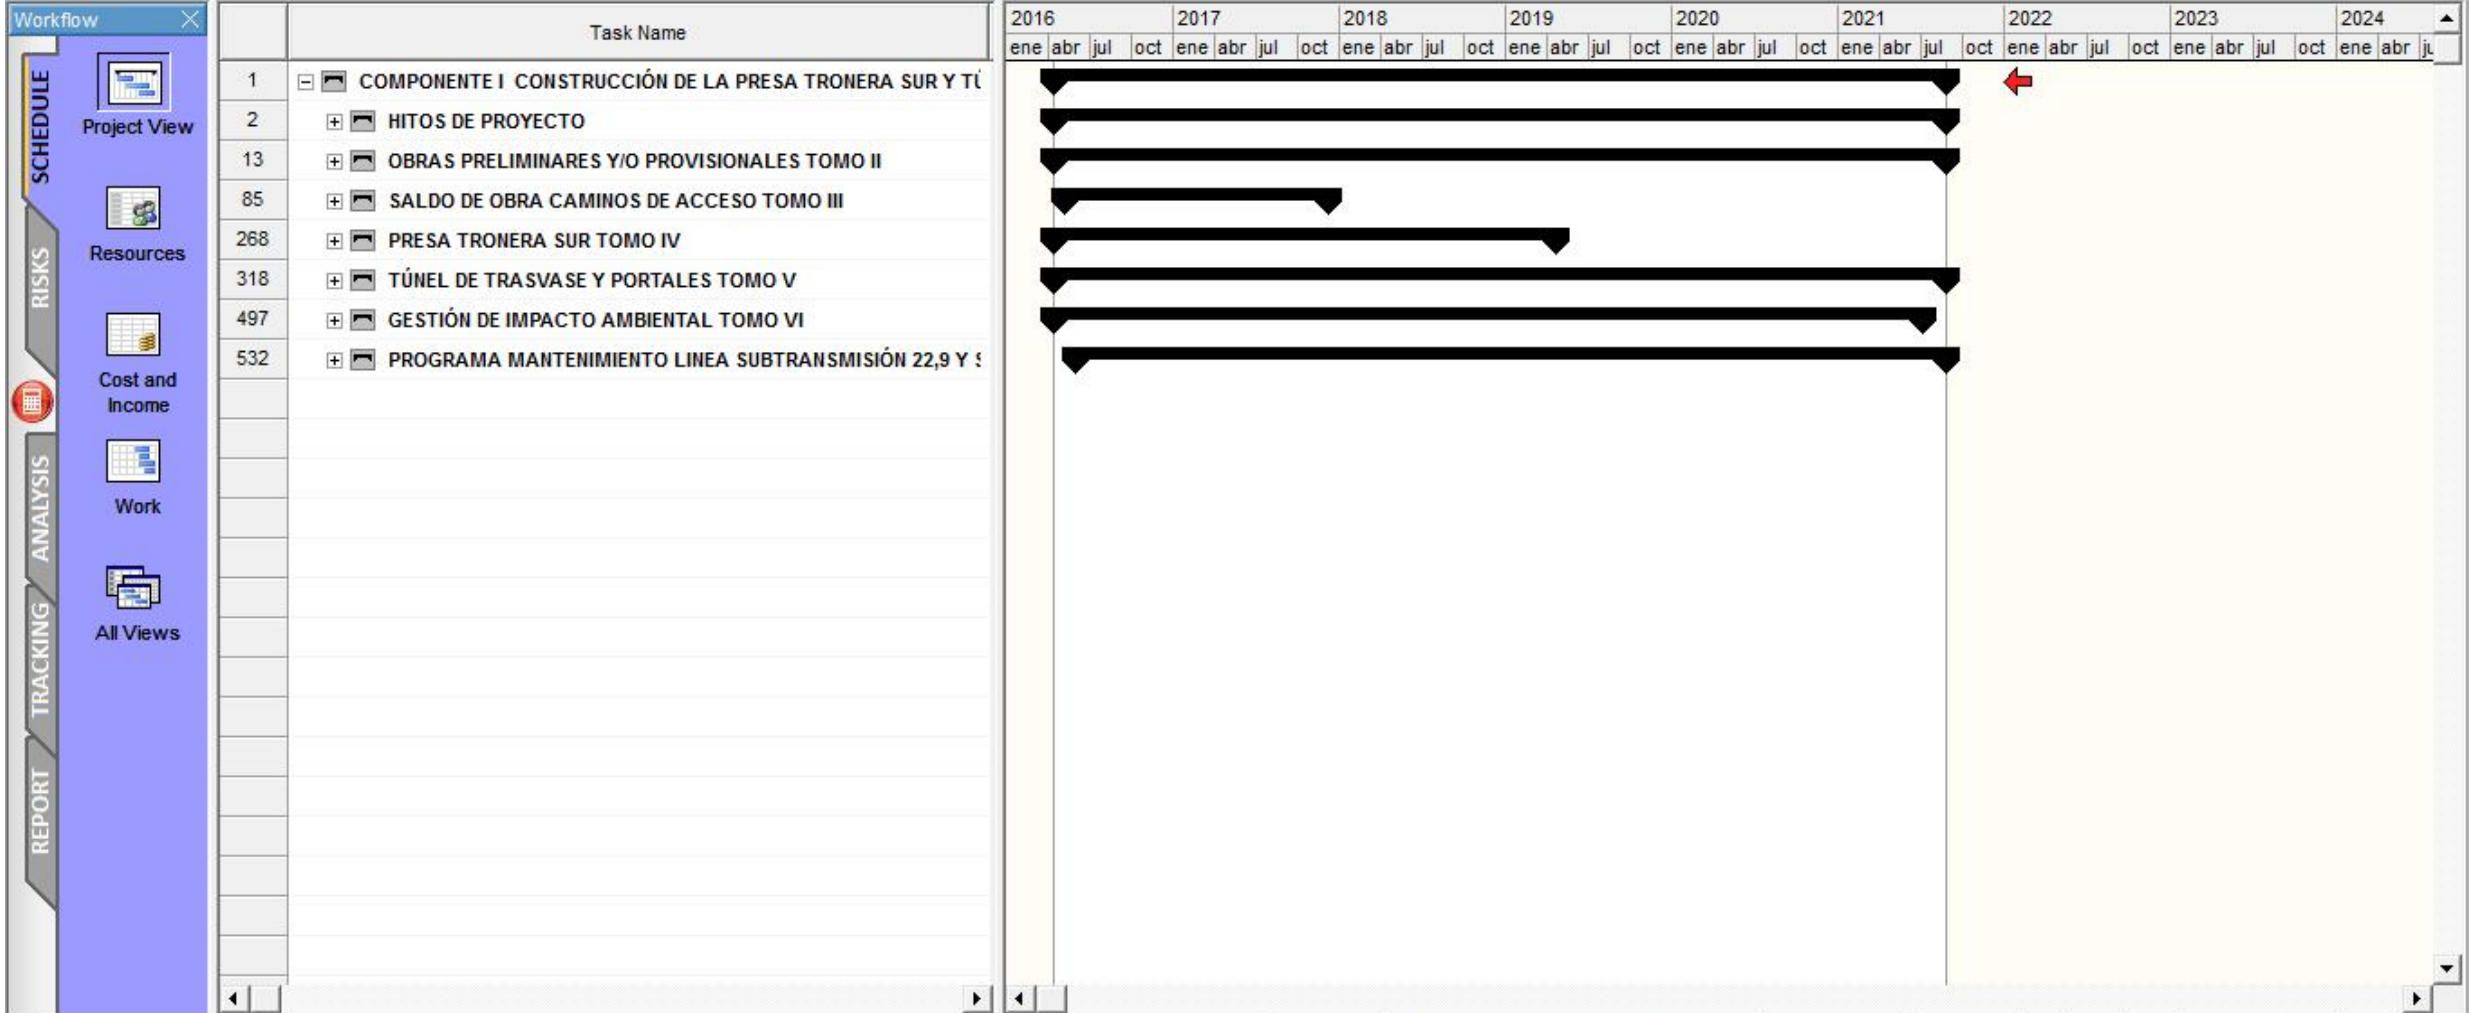 Workflow
SCHEDULE
RISKS
ANALYSIS
TRACKING
REPORT
Project View
Resources
Cost and
Income
Work
All Views
Task Name
1 COMPONENTE I CONSTRUCCIÓN DE LA PRESA TRONERA SUR Y TÚ
2 HITOS DE PROYECTO
13 OBRAS PRELIMINARES Y/O PROVISIONALES TOMO II
85 SALDO DE OBRA CAMINOS DE ACCESO TOMO III
268 PRESA TRONERA SUR TOMO IV
318 TÚNEL DE TRASVASE Y PORTALES TOMO V
497 GESTIÓN DE IMPACTO AMBIENTAL TOMO VI
532 PROGRAMA MANTENIMIENTO LINEA SUBTRANSMISIÓN 22,9 Y S
2016 2017 2018 2019 2020 2021 2022 2023 2024
ene abr jul oct ene abr jul oct ene abr jul oct ene abr jul oct ene abr jul oct ene abr jul oct ene abr jul oct ene abr jul oct ene abr ju